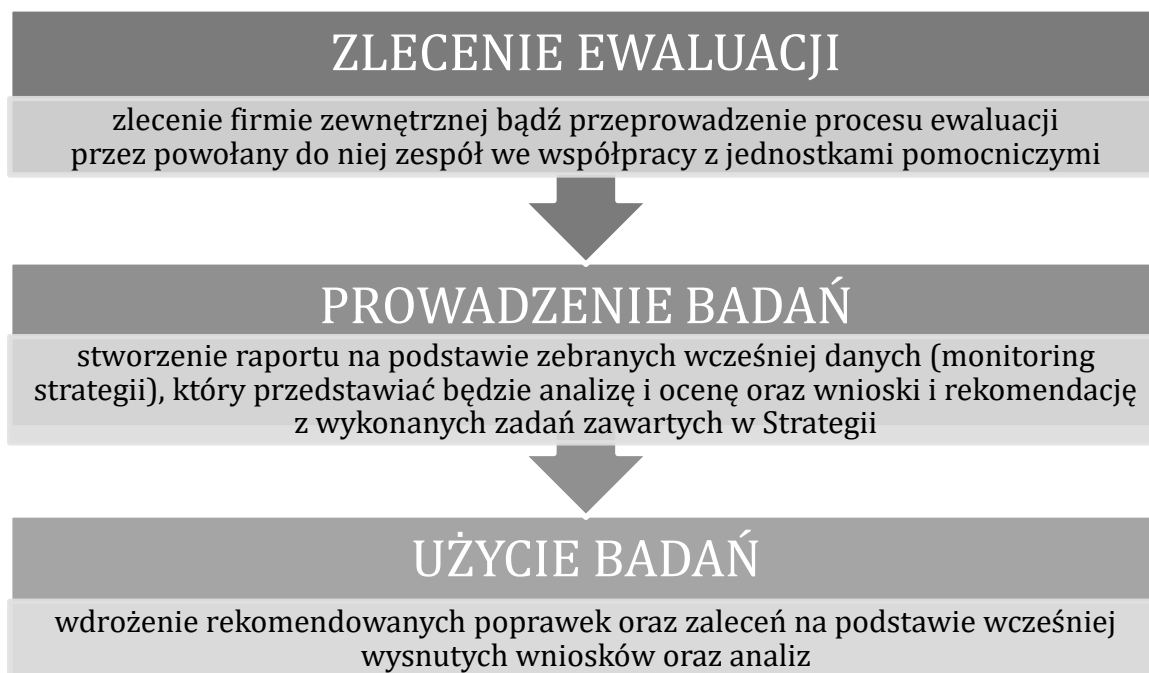 ZLECENIE EWALUACJI
zlecenie firmie zewnętrznej bądź przeprowadzenie procesu ewaluacji
przez powołany do niej zespół we współpracy z jednostkami pomocniczymi
PROWADZENIE BADAŃ
stworzenie raportu na podstawie zebranych wcześniej danych (monitoring
strategii), który przedstawiać będzie analizę i ocenę oraz wnioski i rekomendację
z wykonanych zadań zawartych w Strategii
UŻYCIE BADAŃ
wdrożenie rekomendowanych poprawek oraz zaleceń na podstawie wcześniej
wysnutych wniosków oraz analiz